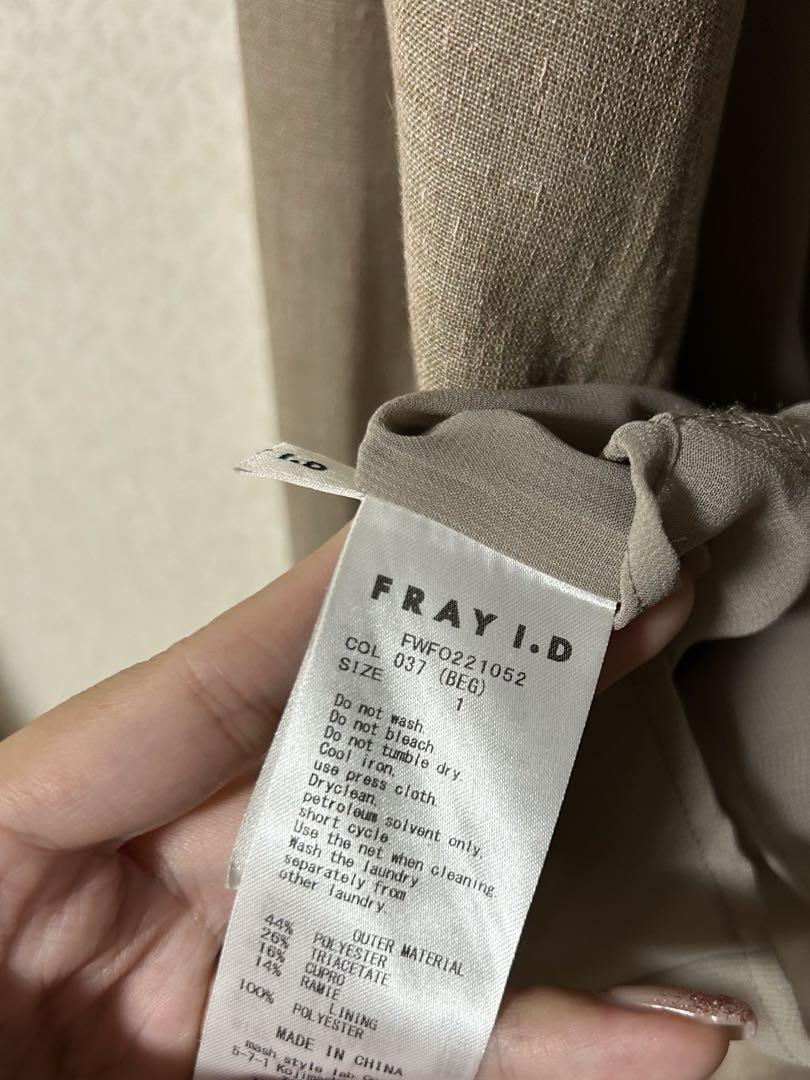 I.D
FRAY I.D
FWFO221052
COL 037 (BEG)
SIZE 1
Do not wash.
Do not bleach
Do not tumble dry.
Cool iron,
use press cloth.
Dryclean.
petroleum solvent only,
short cycle
Use the net when cleaning.
Wash the laundry
separately from
other laundry.
OUTER MATERIAL
44% POLYESTER
26% TRIACETATE
16% CUPRO
14% RAMIE
LINING
100% POLYESTER
MADE IN CHINA
mash style lab
5-7-1